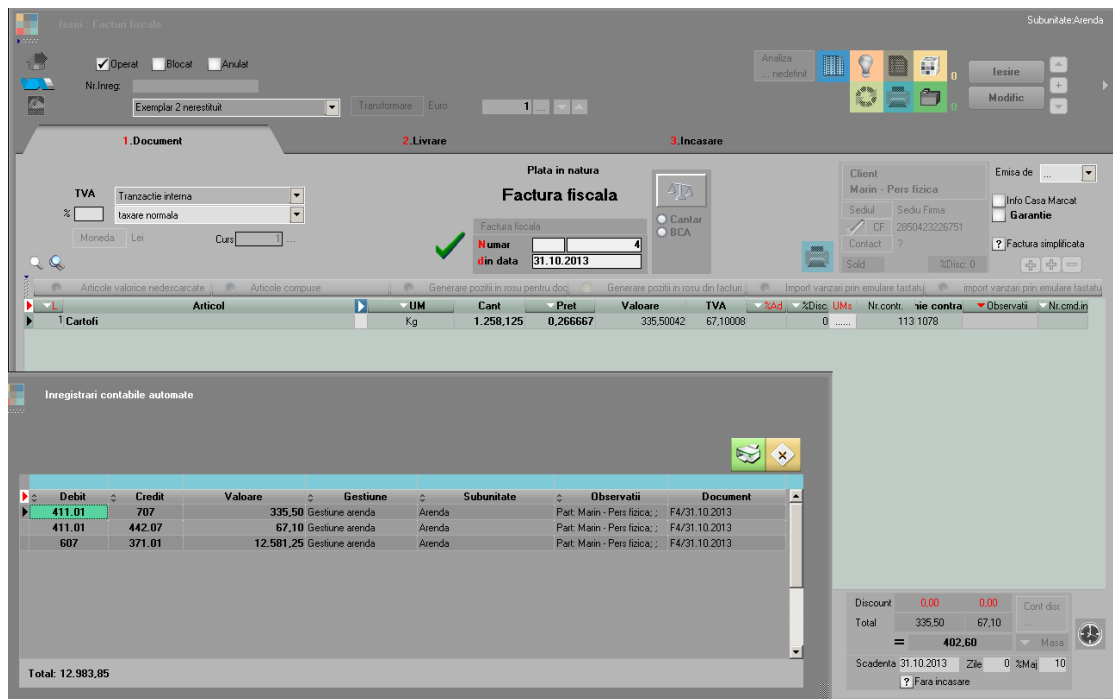 Iesiri : Facturi fiscale
Subunitate:Arenda
Operat Blocat Anulat
Analiza
... nedefinit
0
Iesire
Nr.Inreg:
Modific
0
Exemplar 2 nerestituit Transformare Euro 1 ...
1.Document 2.Livrare 3.Incasare
Plata in natura
Factura fiscala
TVA Tranzactie interna
% taxare normala
Moneda Lei Curs 1 ...
Factura fiscala
Numar 4
din data 31.10.2013
Cantar
BCA
Client
Marin - Pers fizica
Sediul Sediu Firma
CF 2850423226751
Contact ?
Sold %Disc: 0
Emisa de ...
Info Casa Marcat
Garantie
? Factura simplificata
Articole valorice nedescarcate Articole compuse Generare pozitii in rosu pentru doc Generare pozitii in rosu din facturi Import vanzari prin emulare tastatu import vanzari prin emulare tastatu
L Articol UM Cant Pret Valoare TVA %Ad %Disc UMs Nr.contr. nie contra Observatii Nr.cmd.in
1 Cartofi Kg 1.258,125 0,266667 335,50042 67,10008 0 ...... 113 1078
Inregistrari contabile automate
Debit Credit Valoare Gestiune Subunitate Observatii Document
411.01 707 335,50 Gestiune arenda Arenda Part: Marin - Pers fizica; ; F4/31.10.2013
411.01 442.07 67,10 Gestiune arenda Arenda Part: Marin - Pers fizica; ; F4/31.10.2013
607 371.01 12.581,25 Gestiune arenda Arenda Part: Marin - Pers fizica; ; F4/31.10.2013
Total: 12.983,85
Discount 0,00 0,00 Cont disc
Total 335,50 67,10 ...
= 402,60 Masa
Scadenta 31.10.2013 Zile 0 %Maj 10
? Fara incasare